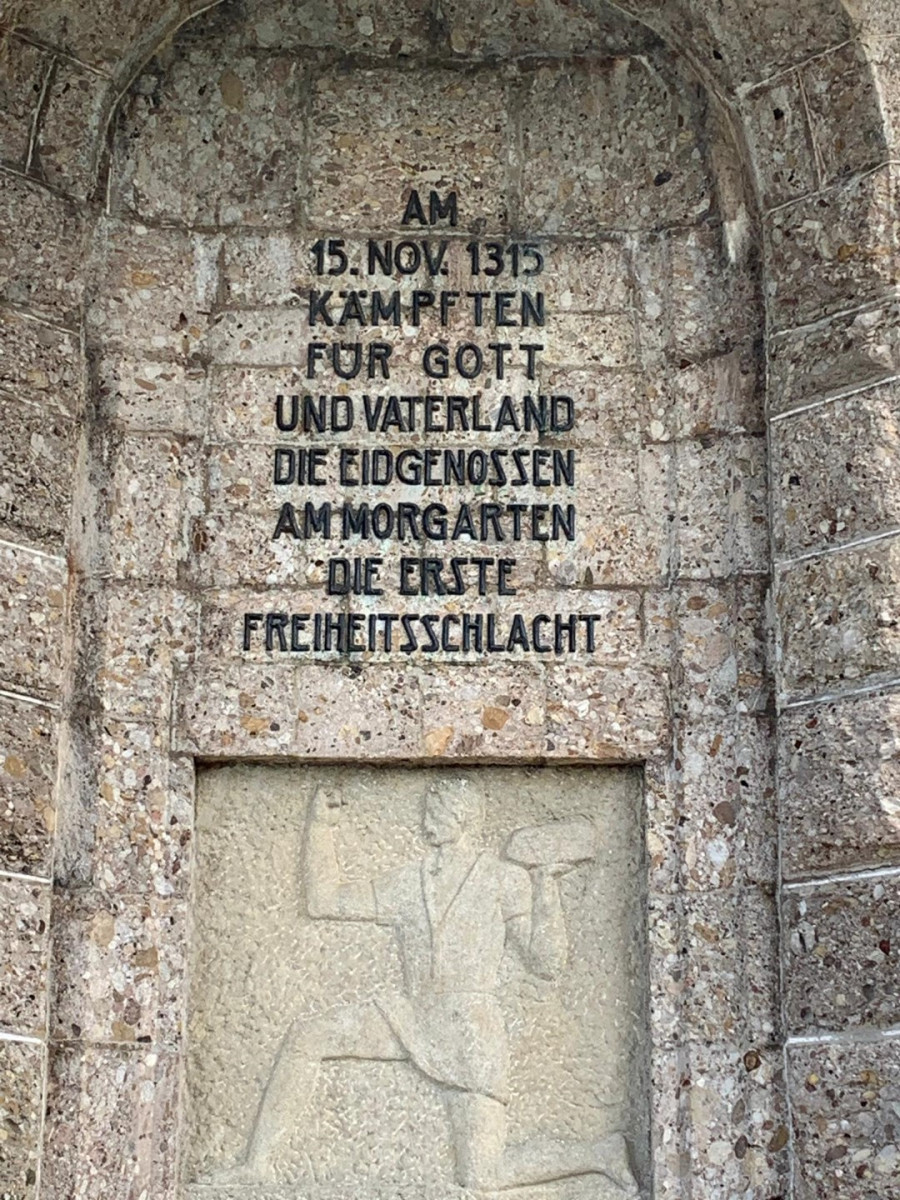 AM
15. NOV. 1315
KÄMPFTEN
FÜR GOTT
UND VATERLAND
DIE EIDGENOSSEN
AM MORGARTEN
DIE ERSTE
FREIHEITSSCHLACHT